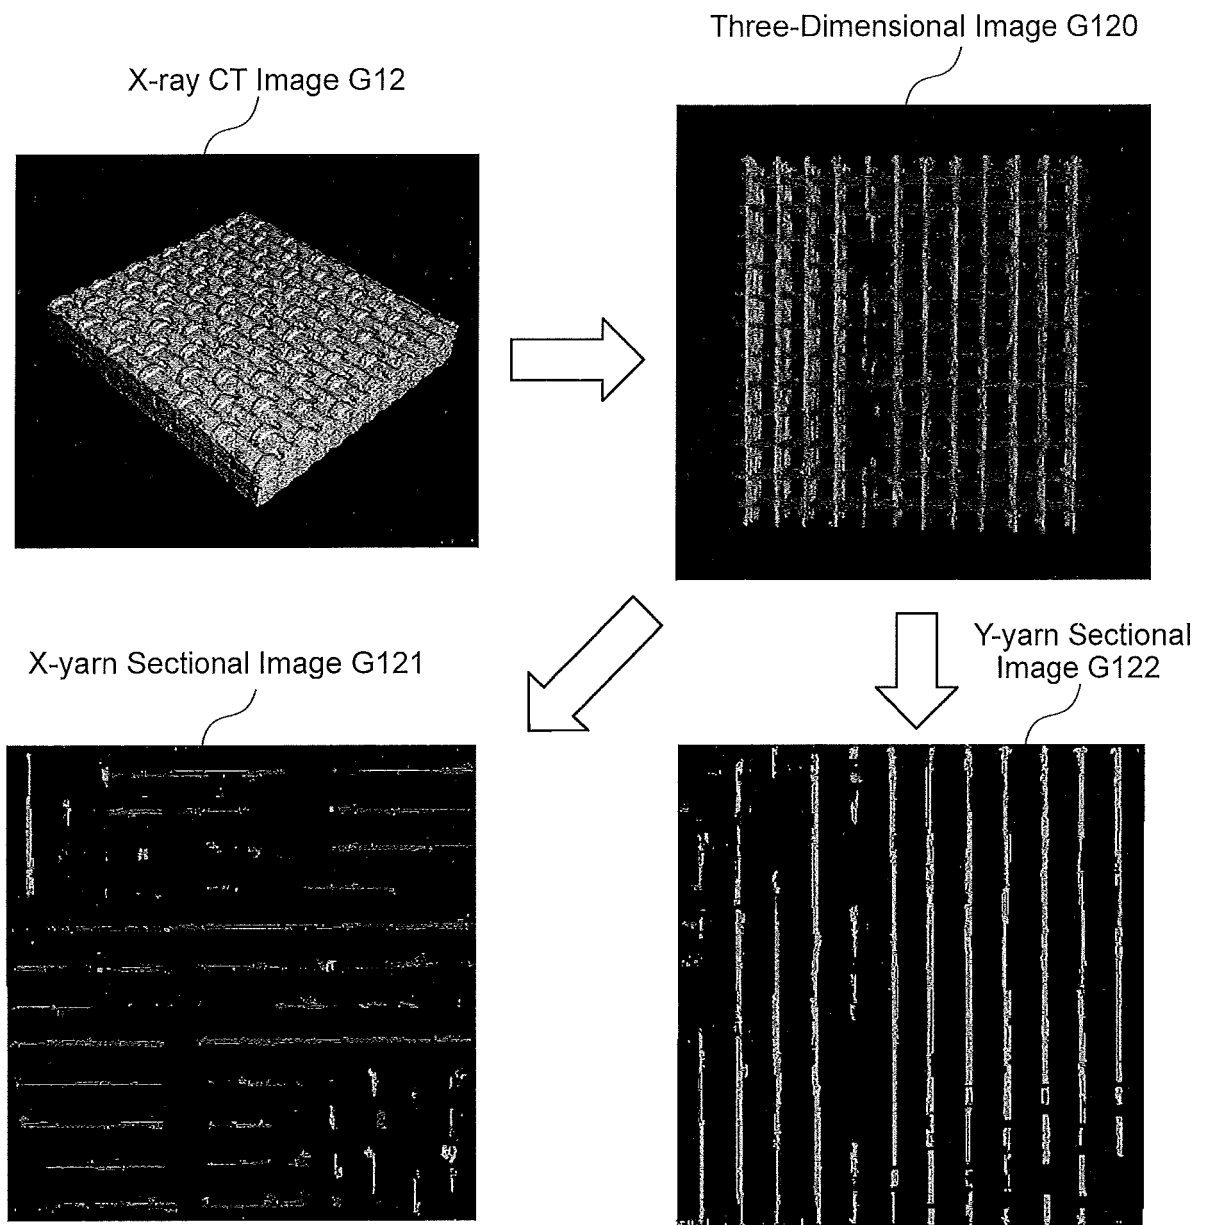 Three-Dimensional Image G120
X-ray CT Image G12
Y-yarn Sectional
Image G122
X-yarn Sectional Image G121